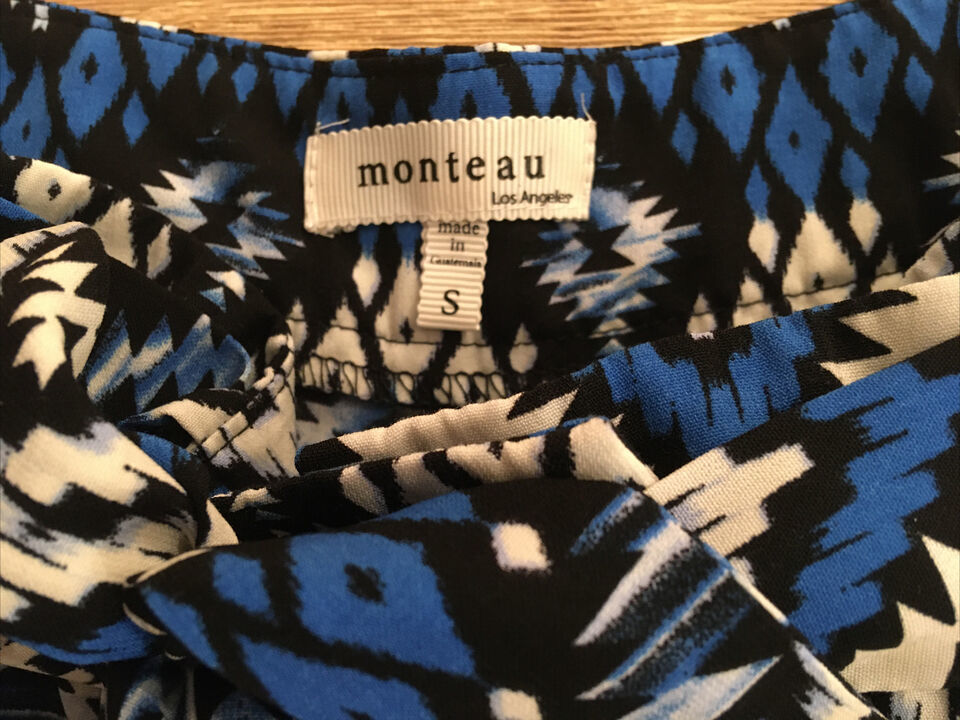 monteau
Los Angeles
made
in
Guatemala
S